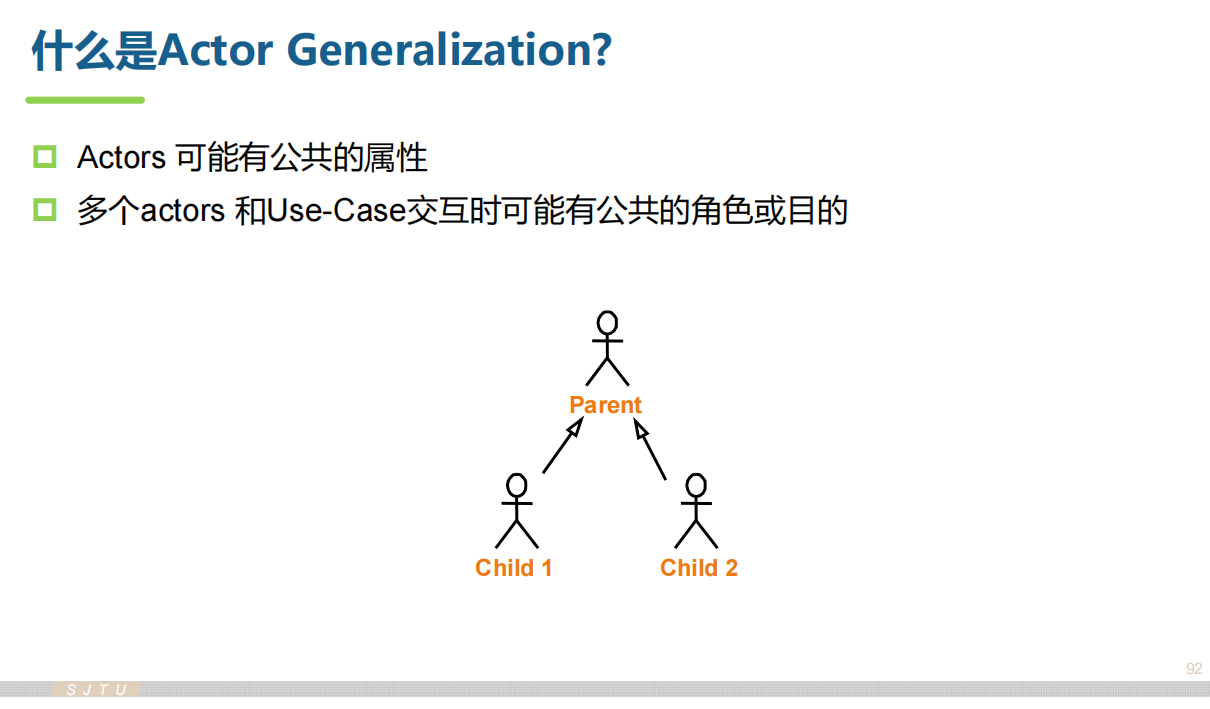 什么是Actor Generalization?
Actors 可能有公共的属性
多个actors 和Use-Case交互时可能有公共的角色或目的
Parent
Child 1
Child 2
92
SJTU